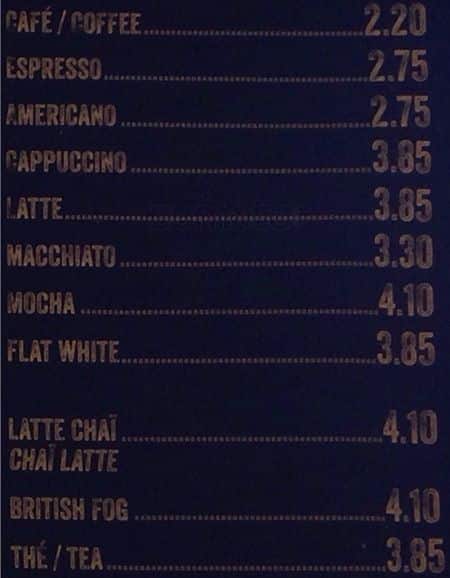 CAFÉ / COFFEE 2.20
ESPRESSO 2.75
AMERICANO 2.75
CAPPUCCINO 3.85
LATTE 3.85
MACCHIATO 3.30
MOCHA 4.10
FLAT WHITE 3.85
LATTE CHAÏ 4.10
CHAÏ LATTE
BRITISH FOG 4.10
THÉ / TEA 3.85